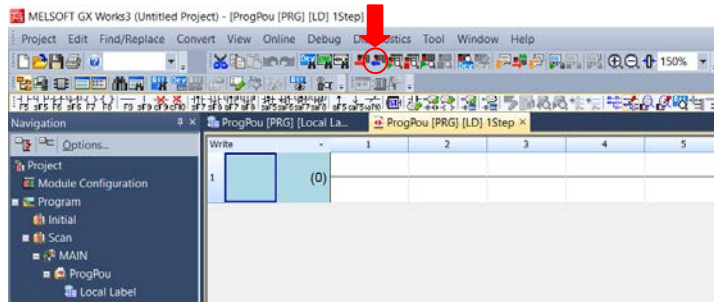 MELSOFT GX Works3 (Untitled Project) - [ProgPou [PRG] [LD] 1Step]
Project Edit Find/Replace Convert View Online Debug Diagnostics Tool Window Help
150%
Navigation
ProgPou [PRG] [Local La... ProgPou [PRG] [LD] 1Step
Options...
Write 1 2 3 4 5
Project
Module Configuration
1 (0)
Program
Initial
Scan
MAIN
ProgPou
Local Label